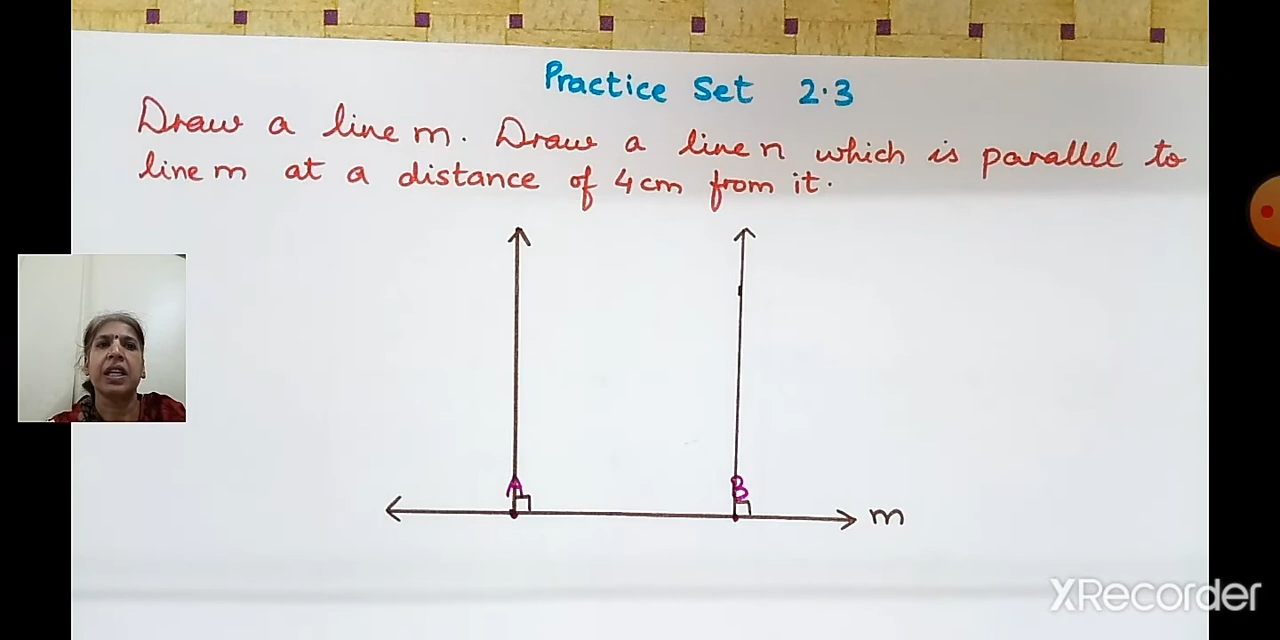 Practice Set 2.3
Draw a line m. Draw a line n which is parallel to
line m at a distance of 4 cm from it.
A
B
m
XRecorder